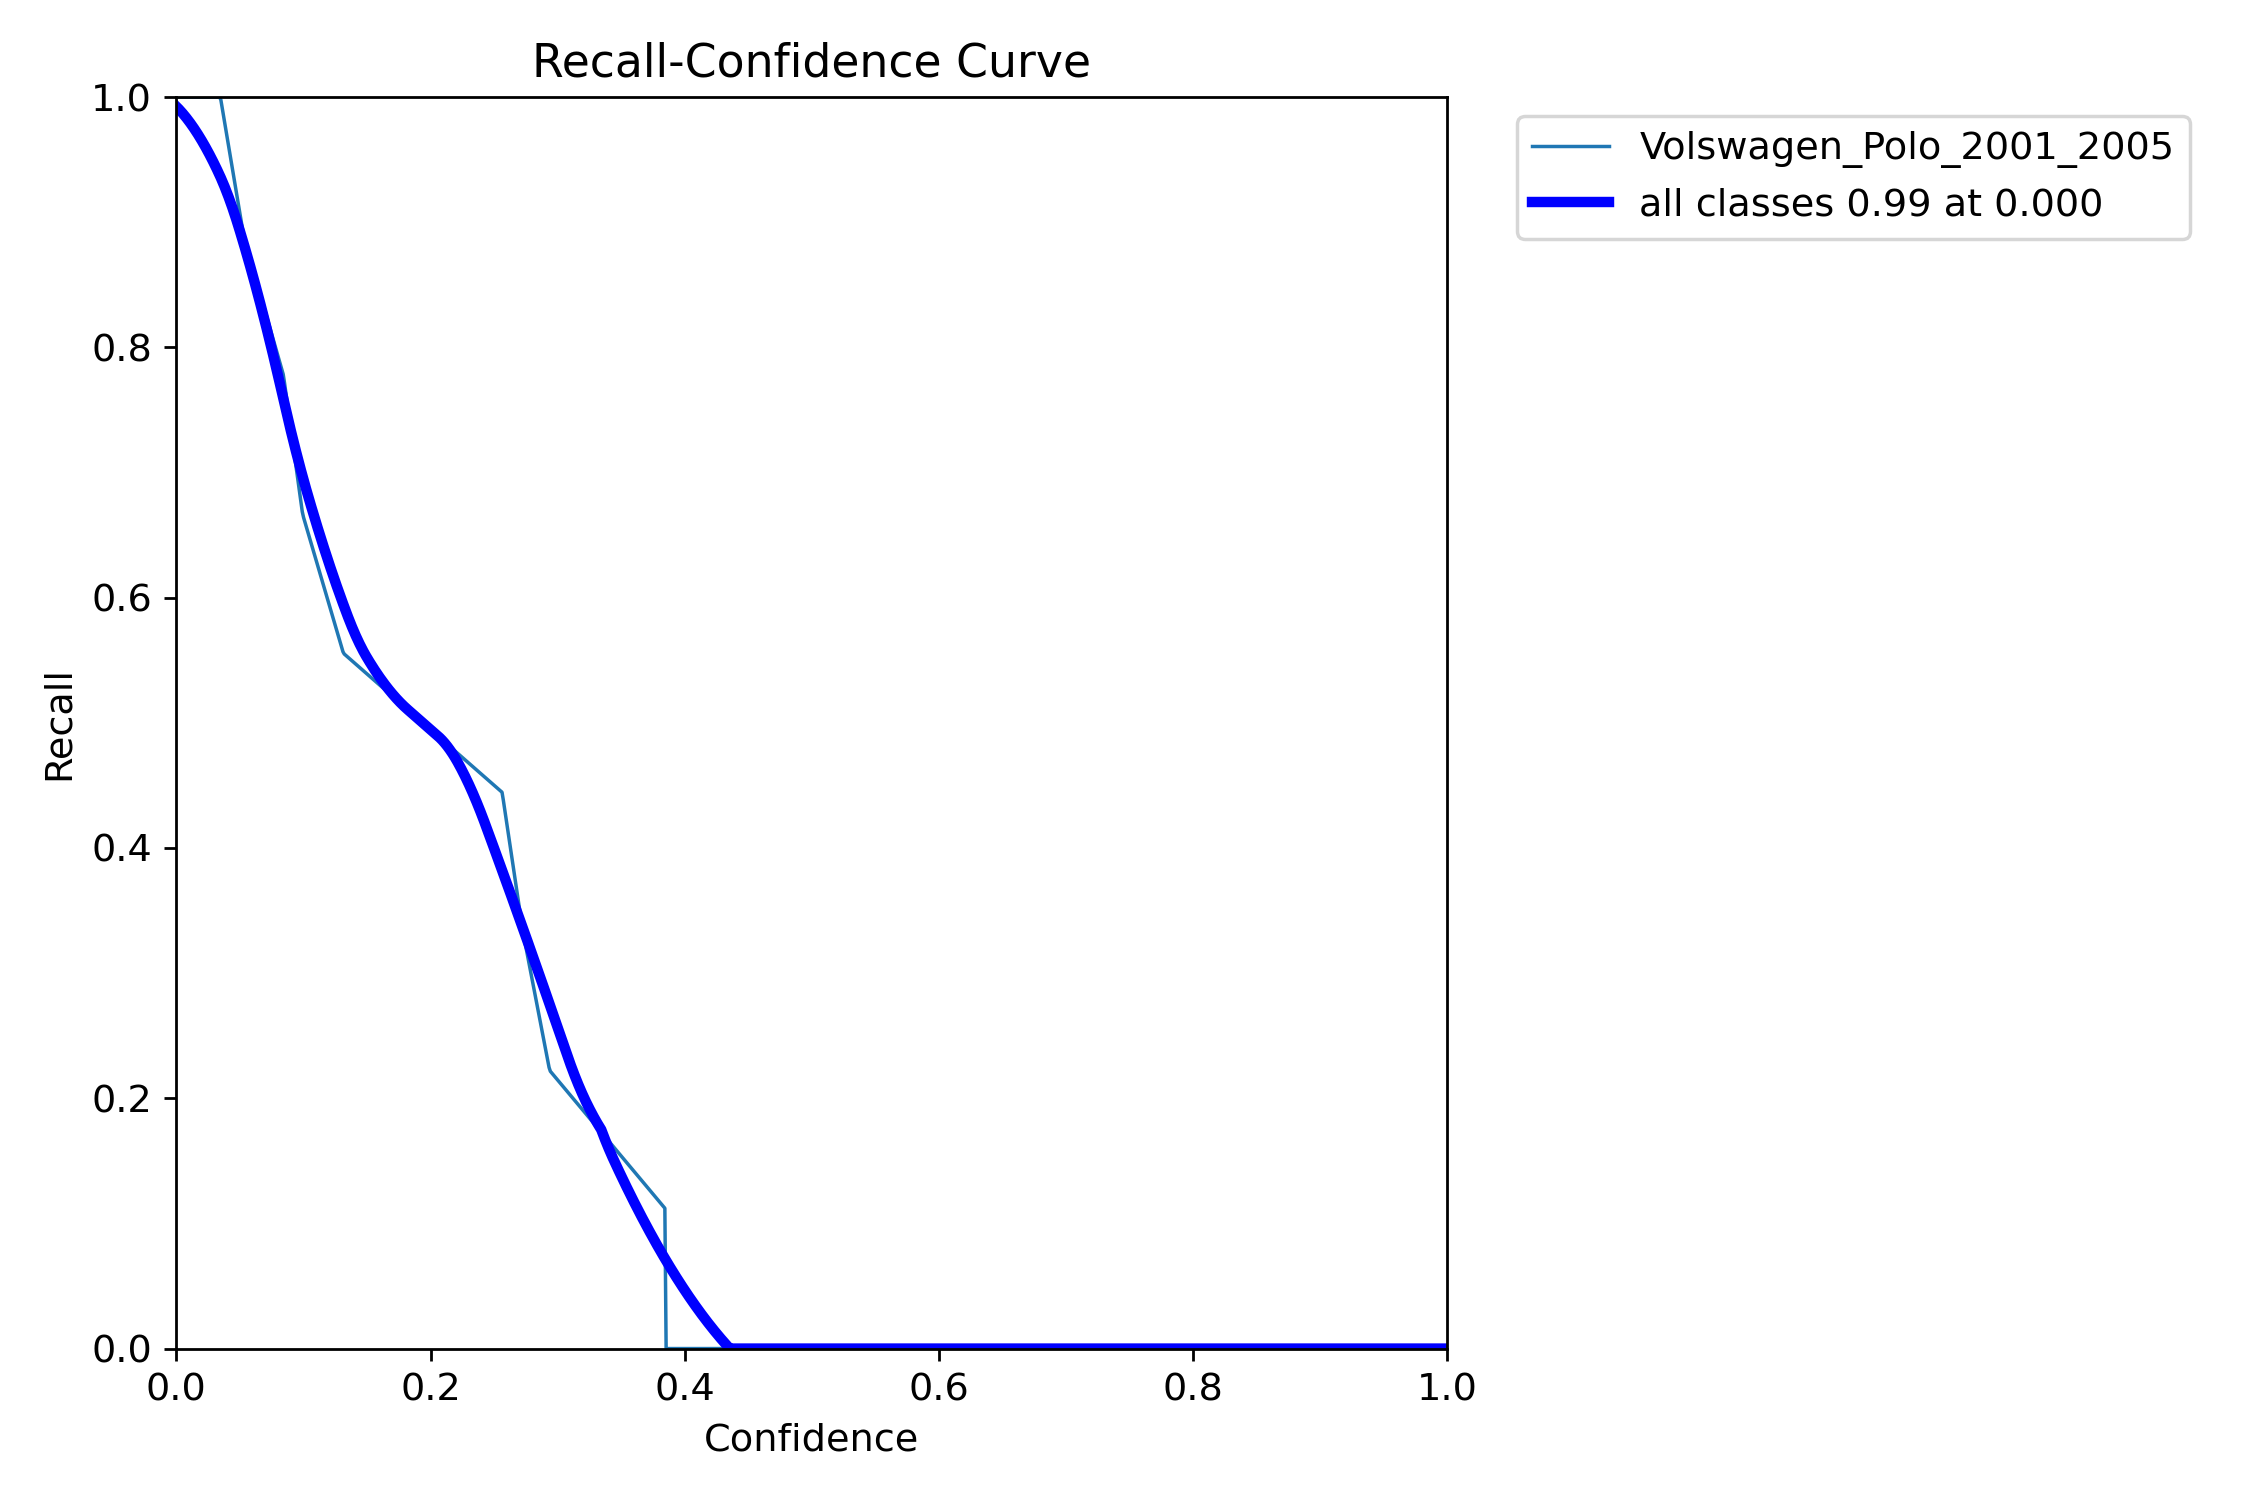 Recall-Confidence Curve
Volswagen_Polo_2001_2005
all classes 0.99 at 0.000
1.0
0.8
0.6
0.4
0.2
0.0
Recall
0.0 0.2 0.4 0.6 0.8 1.0
Confidence